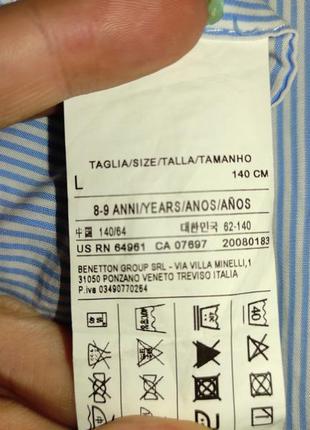 TAGLIA/SIZE/TALLA/TAMANHO
L 140 CM
8-9 ANNI/YEARS/ANOS/AÑOS
中国 140/64 대한민국 62-140
US RN 64961 CA 07697 20080183
BENETTON GROUP SRL - VIA VILLA MINELLI,1
31050 PONZANO VENETO TREVISO ITALIA
P.iva 03490770264
40